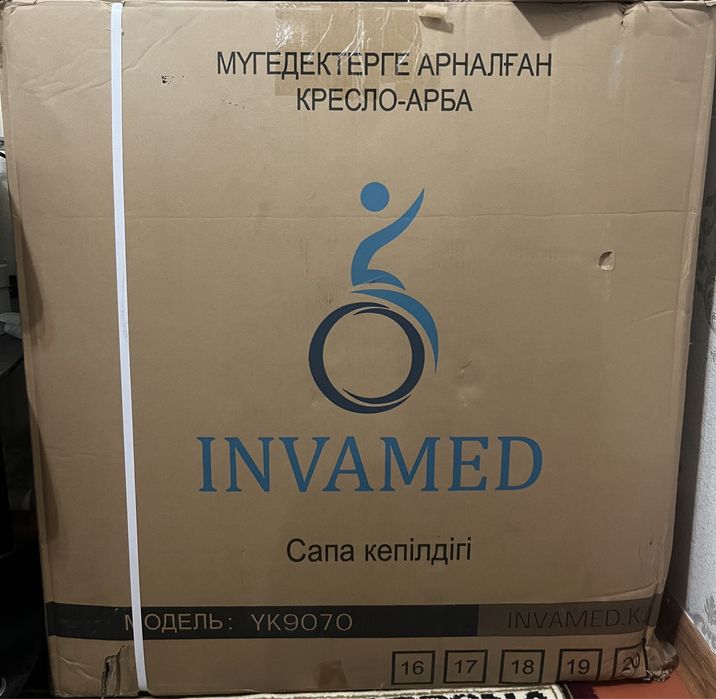 МҮГЕДЕКТЕРГЕ АРНАЛҒАН
КРЕСЛО-АРБА
INVAMED
Сапа кепілдігі
МОДЕЛЬ: YK9070 INVAMED.K
16 17 18 19 20